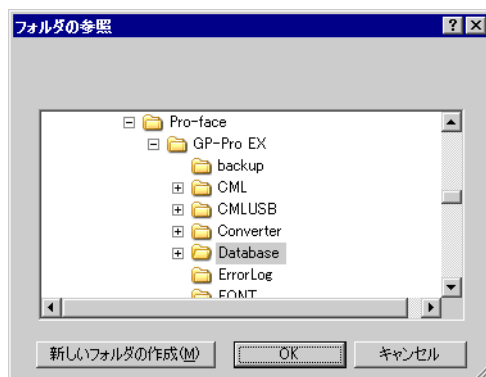 フォルダの参照
Pro-face
GP-Pro EX
backup
CML
CMLUSB
Converter
Database
ErrorLog
FONT
新しいフォルダの作成(M)
OK
キャンセル